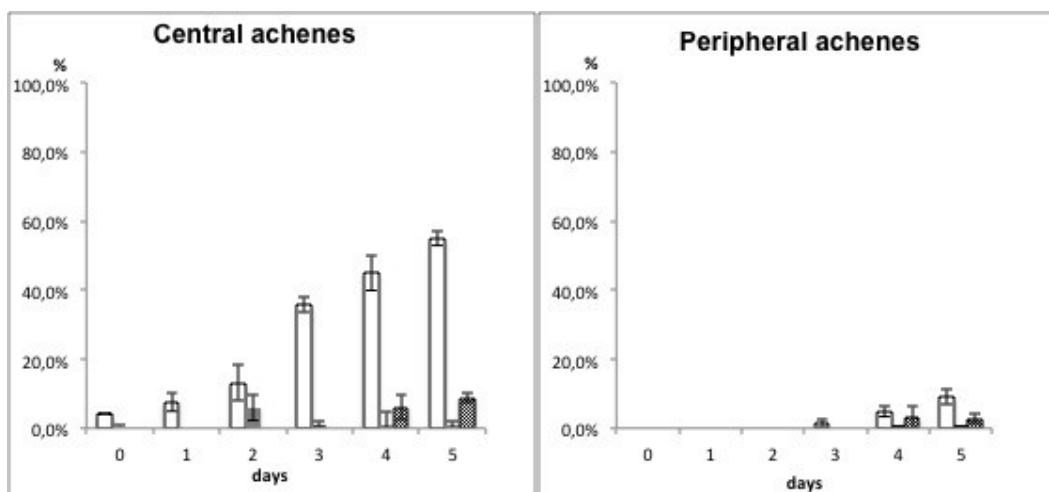 Central achenes
%
100,0%
80,0%
60,0%
40,0%
20,0%
0,0%
0 1 2 3 4 5
days
Peripheral achenes
%
100,0%
80,0%
60,0%
40,0%
20,0%
0,0%
0 1 2 3 4 5
days